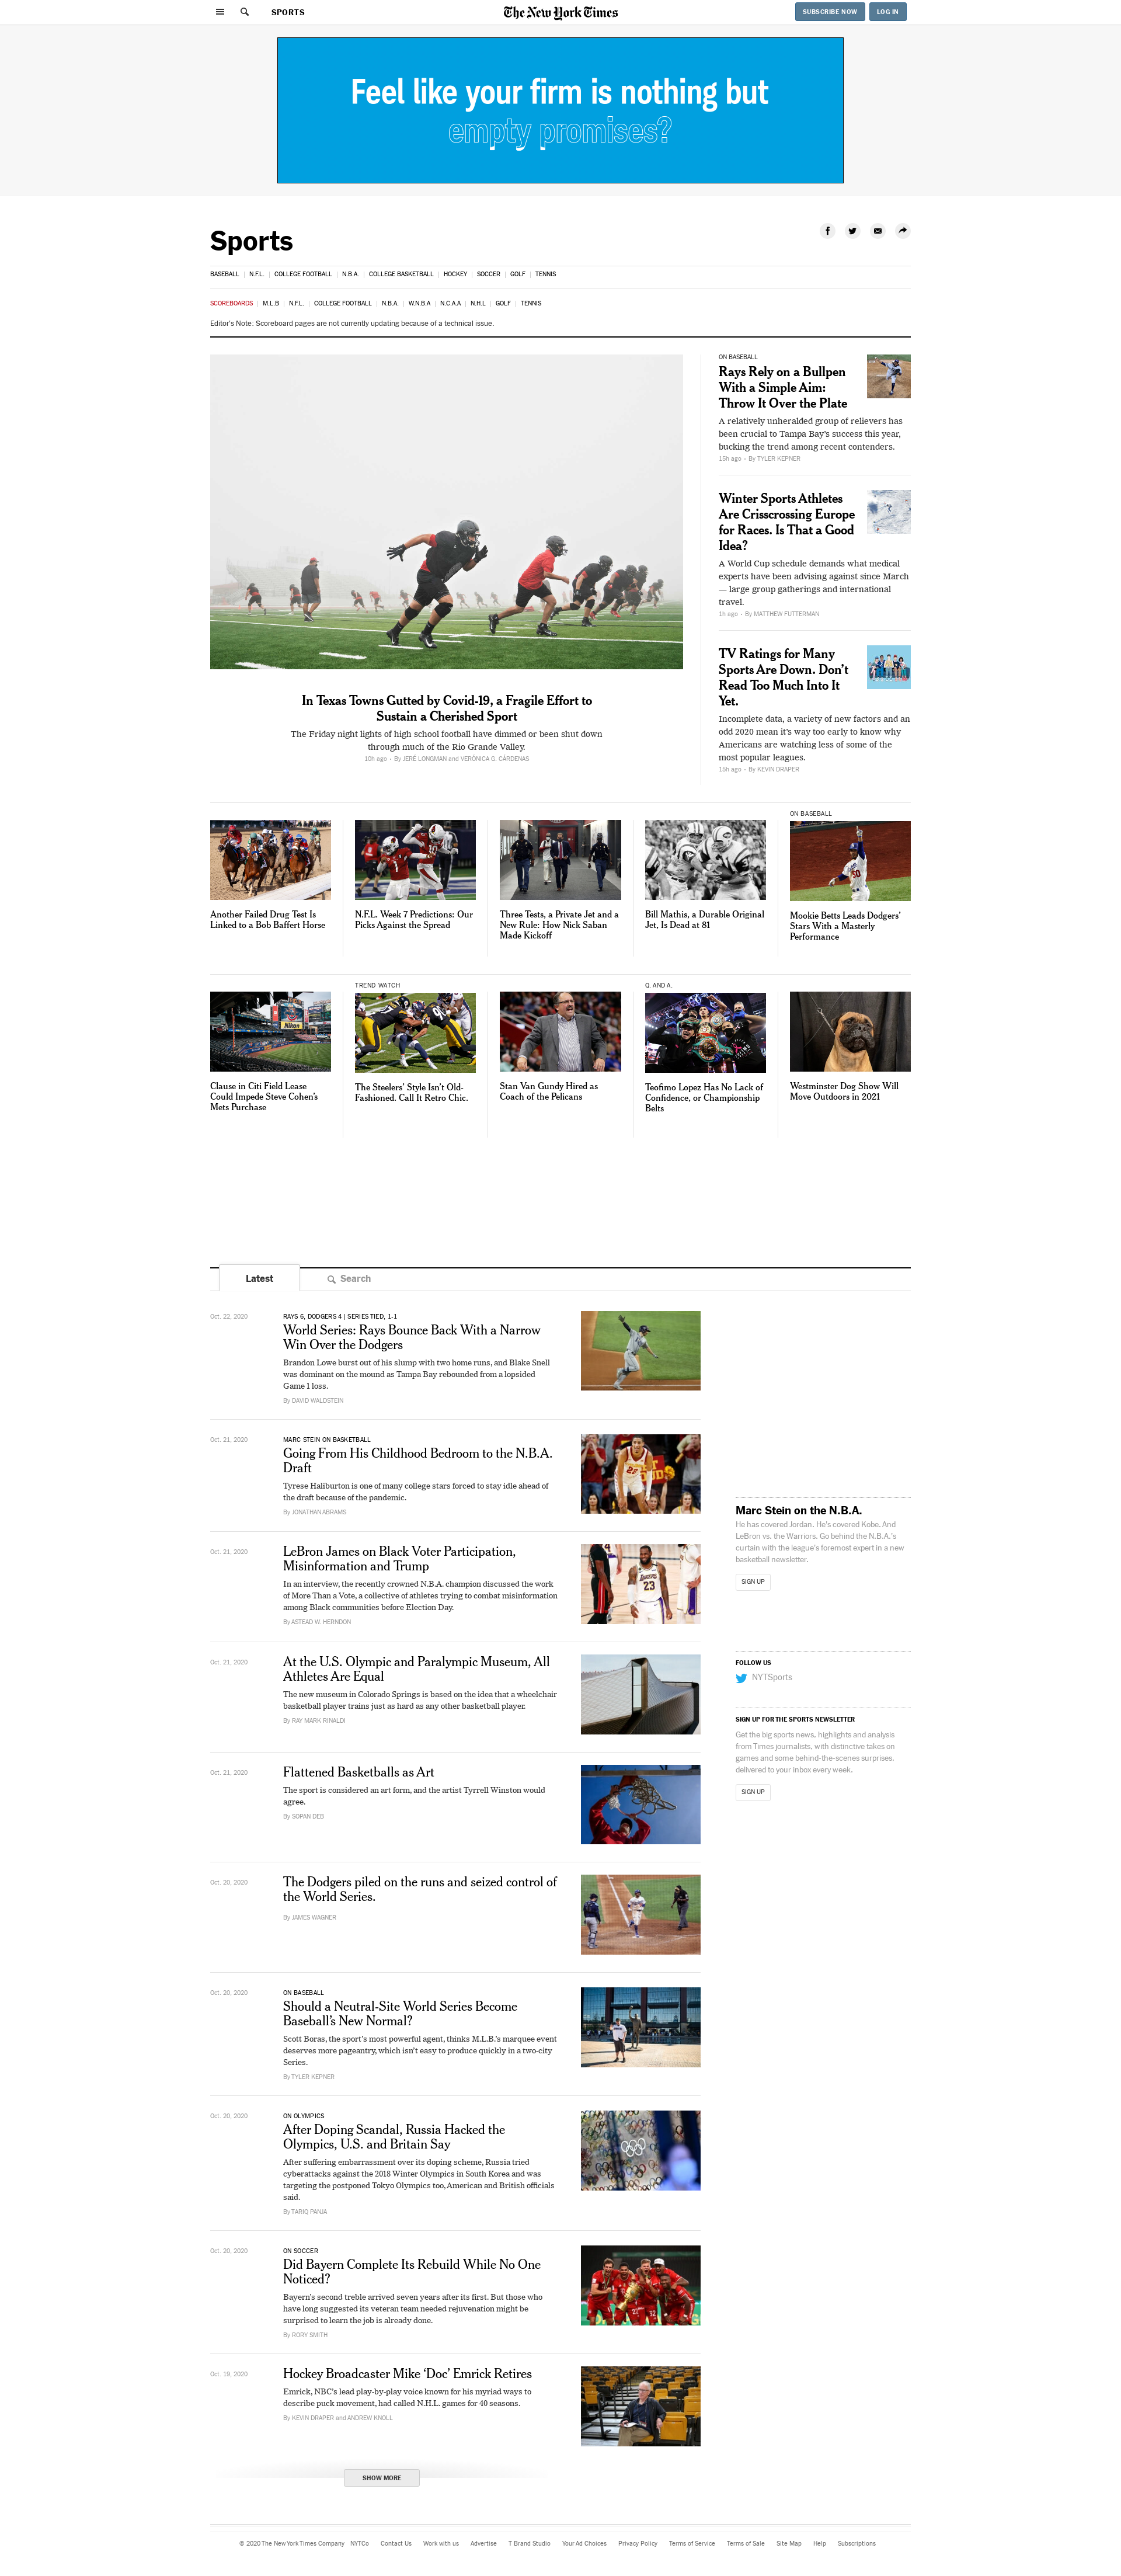 SPORTS
The New York Times
SUBSCRIBE NOW
LOG IN
Feel like your firm is nothing but
empty promises?
Sports
BASEBALL | N.F.L. | COLLEGE FOOTBALL | N.B.A. | COLLEGE BASKETBALL | HOCKEY | SOCCER | GOLF | TENNIS
SCOREBOARDS | M.L.B | N.F.L. | COLLEGE FOOTBALL | N.B.A. | W.N.B.A | N.C.A.A | N.H.L | GOLF | TENNIS
Editor's Note: Scoreboard pages are not currently updating because of a technical issue.
In Texas Towns Gutted by Covid-19, a Fragile Effort to
Sustain a Cherished Sport
The Friday night lights of high school football have dimmed or been shut down
through much of the Rio Grande Valley.
10h ago · By JERÉ LONGMAN and VERÓNICA G. CÁRDENAS
ON BASEBALL
Rays Rely on a Bullpen
With a Simple Aim:
Throw It Over the Plate
A relatively unheralded group of relievers has
been crucial to Tampa Bay's success this year,
bucking the trend among recent contenders.
15h ago · By TYLER KEPNER
Winter Sports Athletes
Are Crisscrossing Europe
for Races. Is That a Good
Idea?
A World Cup schedule demands what medical
experts have been advising against since March
— large group gatherings and international
travel.
1h ago · By MATTHEW FUTTERMAN
TV Ratings for Many
Sports Are Down. Don't
Read Too Much Into It
Yet.
Incomplete data, a variety of new factors and an
odd 2020 mean it's way too early to know why
Americans are watching less of some of the
most popular leagues.
15h ago · By KEVIN DRAPER
Another Failed Drug Test Is
Linked to a Bob Baffert Horse
N.F.L. Week 7 Predictions: Our
Picks Against the Spread
Three Tests, a Private Jet and a
New Rule: How Nick Saban
Made Kickoff
Bill Mathis, a Durable Original
Jet, Is Dead at 81
ON BASEBALL
Mookie Betts Leads Dodgers'
Stars With a Masterly
Performance
Clause in Citi Field Lease
Could Impede Steve Cohen's
Mets Purchase
TREND WATCH
The Steelers' Style Isn't Old-
Fashioned. Call It Retro Chic.
Stan Van Gundy Hired as
Coach of the Pelicans
Q. AND A.
Teofimo Lopez Has No Lack of
Confidence, or Championship
Belts
Westminster Dog Show Will
Move Outdoors in 2021
Latest
Search
Oct. 22, 2020
RAYS 6, DODGERS 4 | SERIES TIED, 1-1
World Series: Rays Bounce Back With a Narrow
Win Over the Dodgers
Brandon Lowe burst out of his slump with two home runs, and Blake Snell
was dominant on the mound as Tampa Bay rebounded from a lopsided
Game 1 loss.
By DAVID WALDSTEIN
Oct. 21, 2020
MARC STEIN ON BASKETBALL
Going From His Childhood Bedroom to the N.B.A.
Draft
Tyrese Haliburton is one of many college stars forced to stay idle ahead of
the draft because of the pandemic.
By JONATHAN ABRAMS
Oct. 21, 2020
LeBron James on Black Voter Participation,
Misinformation and Trump
In an interview, the recently crowned N.B.A. champion discussed the work
of More Than a Vote, a collective of athletes trying to combat misinformation
among Black communities before Election Day.
By ASTEAD W. HERNDON
Oct. 21, 2020
At the U.S. Olympic and Paralympic Museum, All
Athletes Are Equal
The new museum in Colorado Springs is based on the idea that a wheelchair
basketball player trains just as hard as any other basketball player.
By RAY MARK RINALDI
Oct. 21, 2020
Flattened Basketballs as Art
The sport is considered an art form, and the artist Tyrrell Winston would
agree.
By SOPAN DEB
Oct. 20, 2020
The Dodgers piled on the runs and seized control of
the World Series.
By JAMES WAGNER
Oct. 20, 2020
ON BASEBALL
Should a Neutral-Site World Series Become
Baseball's New Normal?
Scott Boras, the sport's most powerful agent, thinks M.L.B.'s marquee event
deserves more pageantry, which isn't easy to produce quickly in a two-city
Series.
By TYLER KEPNER
Oct. 20, 2020
ON OLYMPICS
After Doping Scandal, Russia Hacked the
Olympics, U.S. and Britain Say
After suffering embarrassment over its doping scheme, Russia tried
cyberattacks against the 2018 Winter Olympics in South Korea and was
targeting the postponed Tokyo Olympics too, American and British officials
said.
By TARIQ PANJA
Oct. 20, 2020
ON SOCCER
Did Bayern Complete Its Rebuild While No One
Noticed?
Bayern's second treble arrived seven years after its first. But those who
have long suggested its veteran team needed rejuvenation might be
surprised to learn the job is already done.
By RORY SMITH
Oct. 19, 2020
Hockey Broadcaster Mike 'Doc' Emrick Retires
Emrick, NBC's lead play-by-play voice known for his myriad ways to
describe puck movement, had called N.H.L. games for 40 seasons.
By KEVIN DRAPER and ANDREW KNOLL
SHOW MORE
Marc Stein on the N.B.A.
He has covered Jordan. He's covered Kobe. And
LeBron vs. the Warriors. Go behind the N.B.A.'s
curtain with the league's foremost expert in a new
basketball newsletter.
SIGN UP
FOLLOW US
NYTSports
SIGN UP FOR THE SPORTS NEWSLETTER
Get the big sports news, highlights and analysis
from Times journalists, with distinctive takes on
games and some behind-the-scenes surprises,
delivered to your inbox every week.
SIGN UP
© 2020 The New York Times Company NYTCo Contact Us Work with us Advertise T Brand Studio Your Ad Choices Privacy Policy Terms of Service Terms of Sale Site Map Help Subscriptions